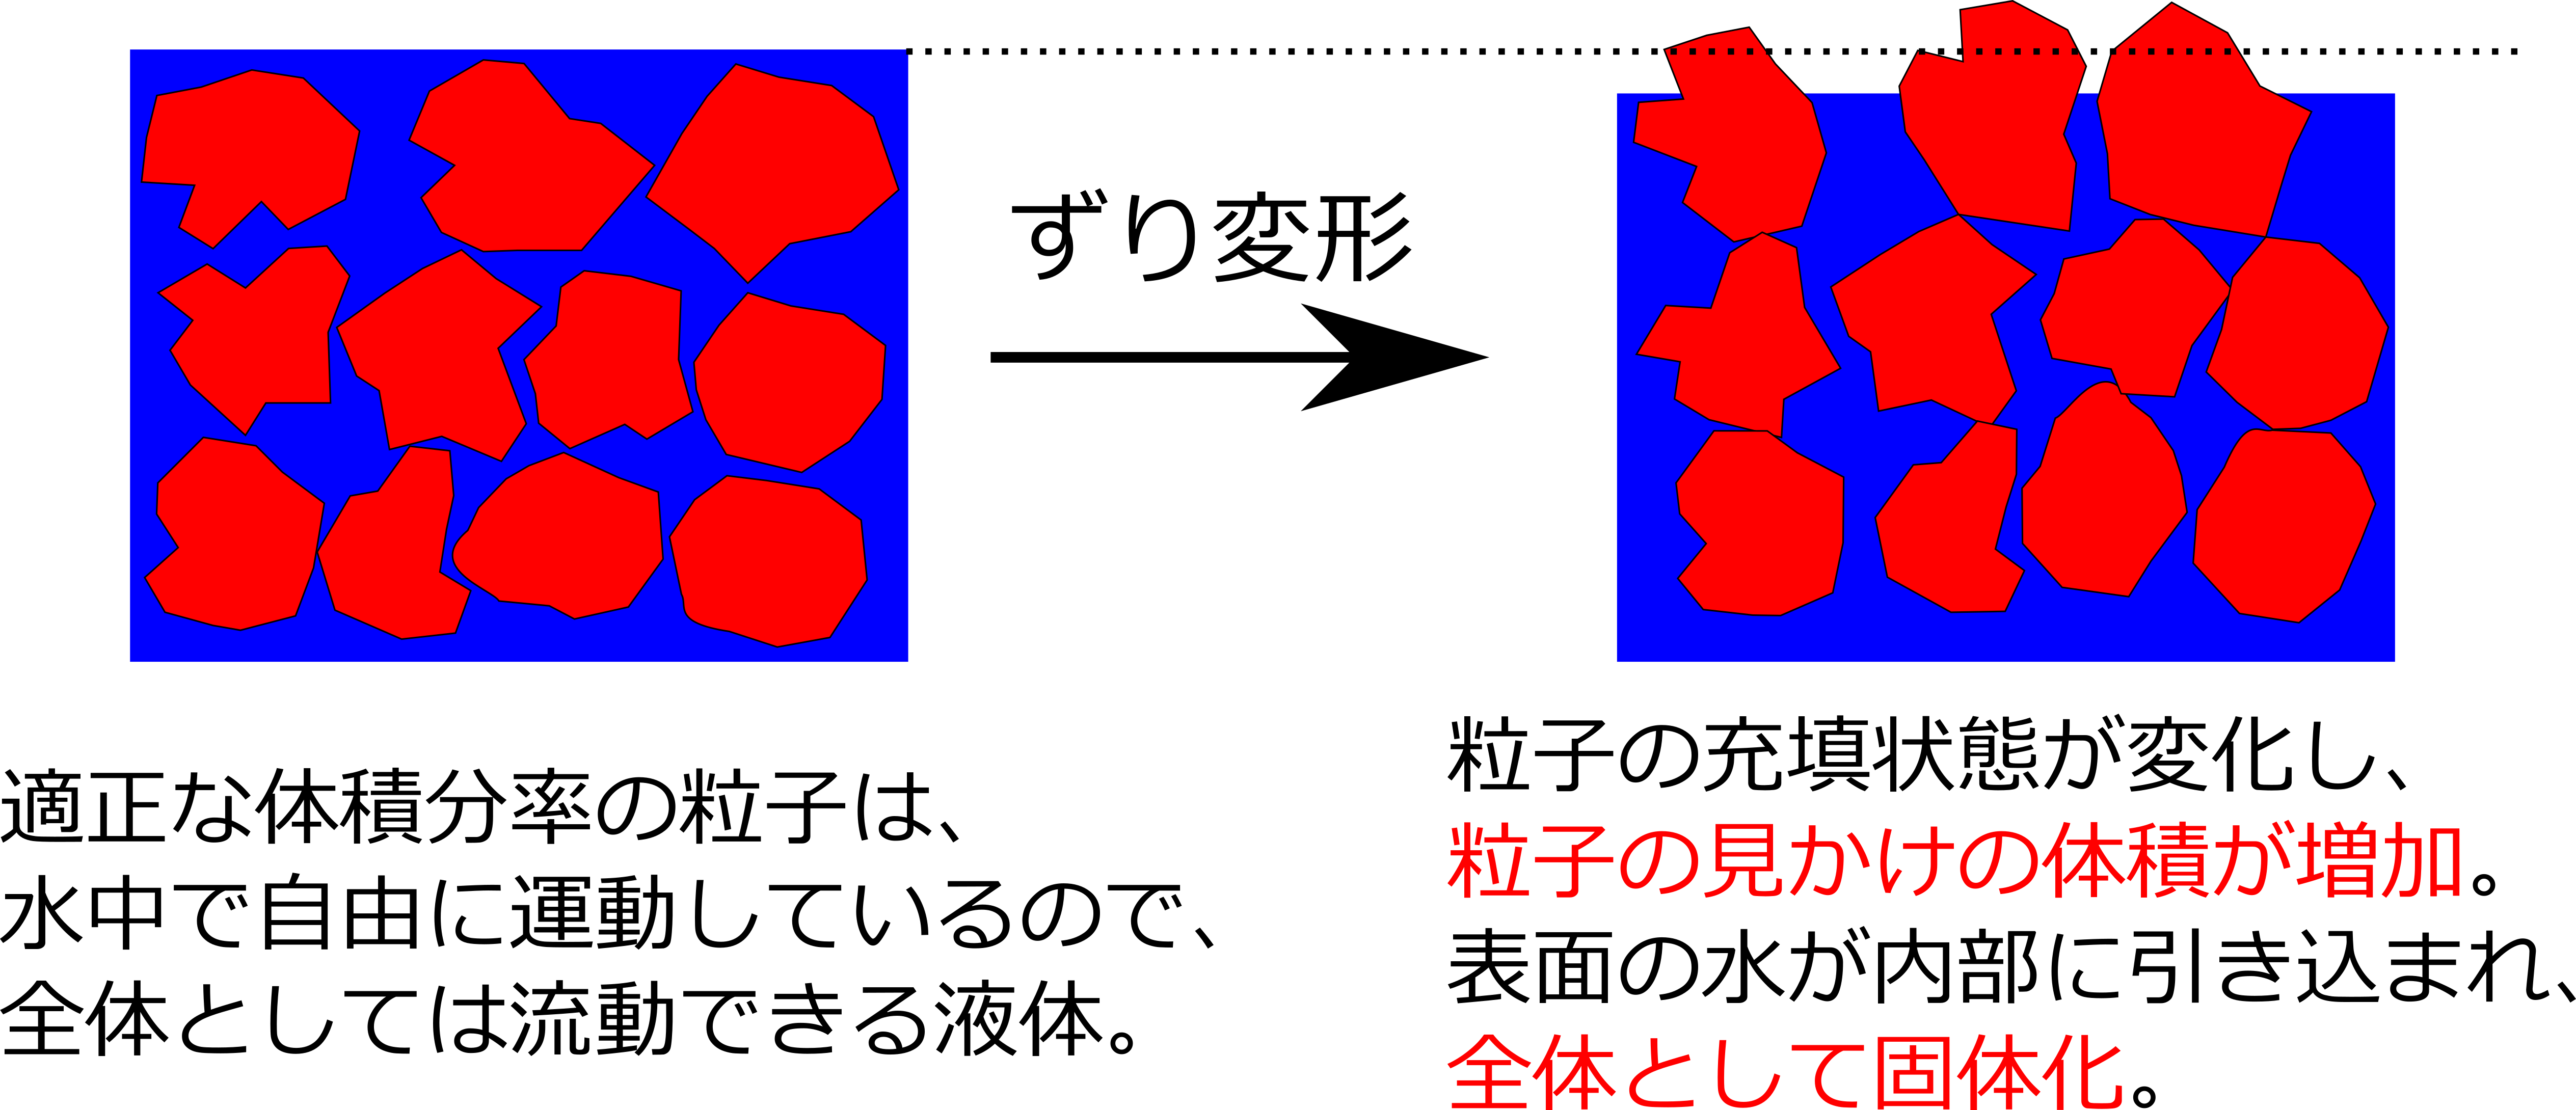 ずり変形
適正な体積分率の粒子は、
水中で自由に運動しているので、
全体としては流動できる液体。
粒子の充填状態が変化し、
粒子の見かけの体積が増加。
表面の水が内部に引き込まれ、
全体として固体化。